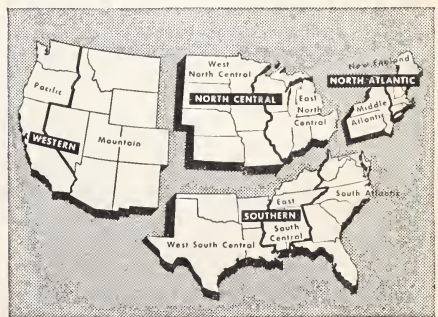 Pacific
WESTERN
Mountain
West
North Central
NORTH CENTRAL
East
North
Central
New England
NORTH ATLANTIC
Middle
Atlantic
South Atlantic
East
SOUTHERN
South
Central
West South Central